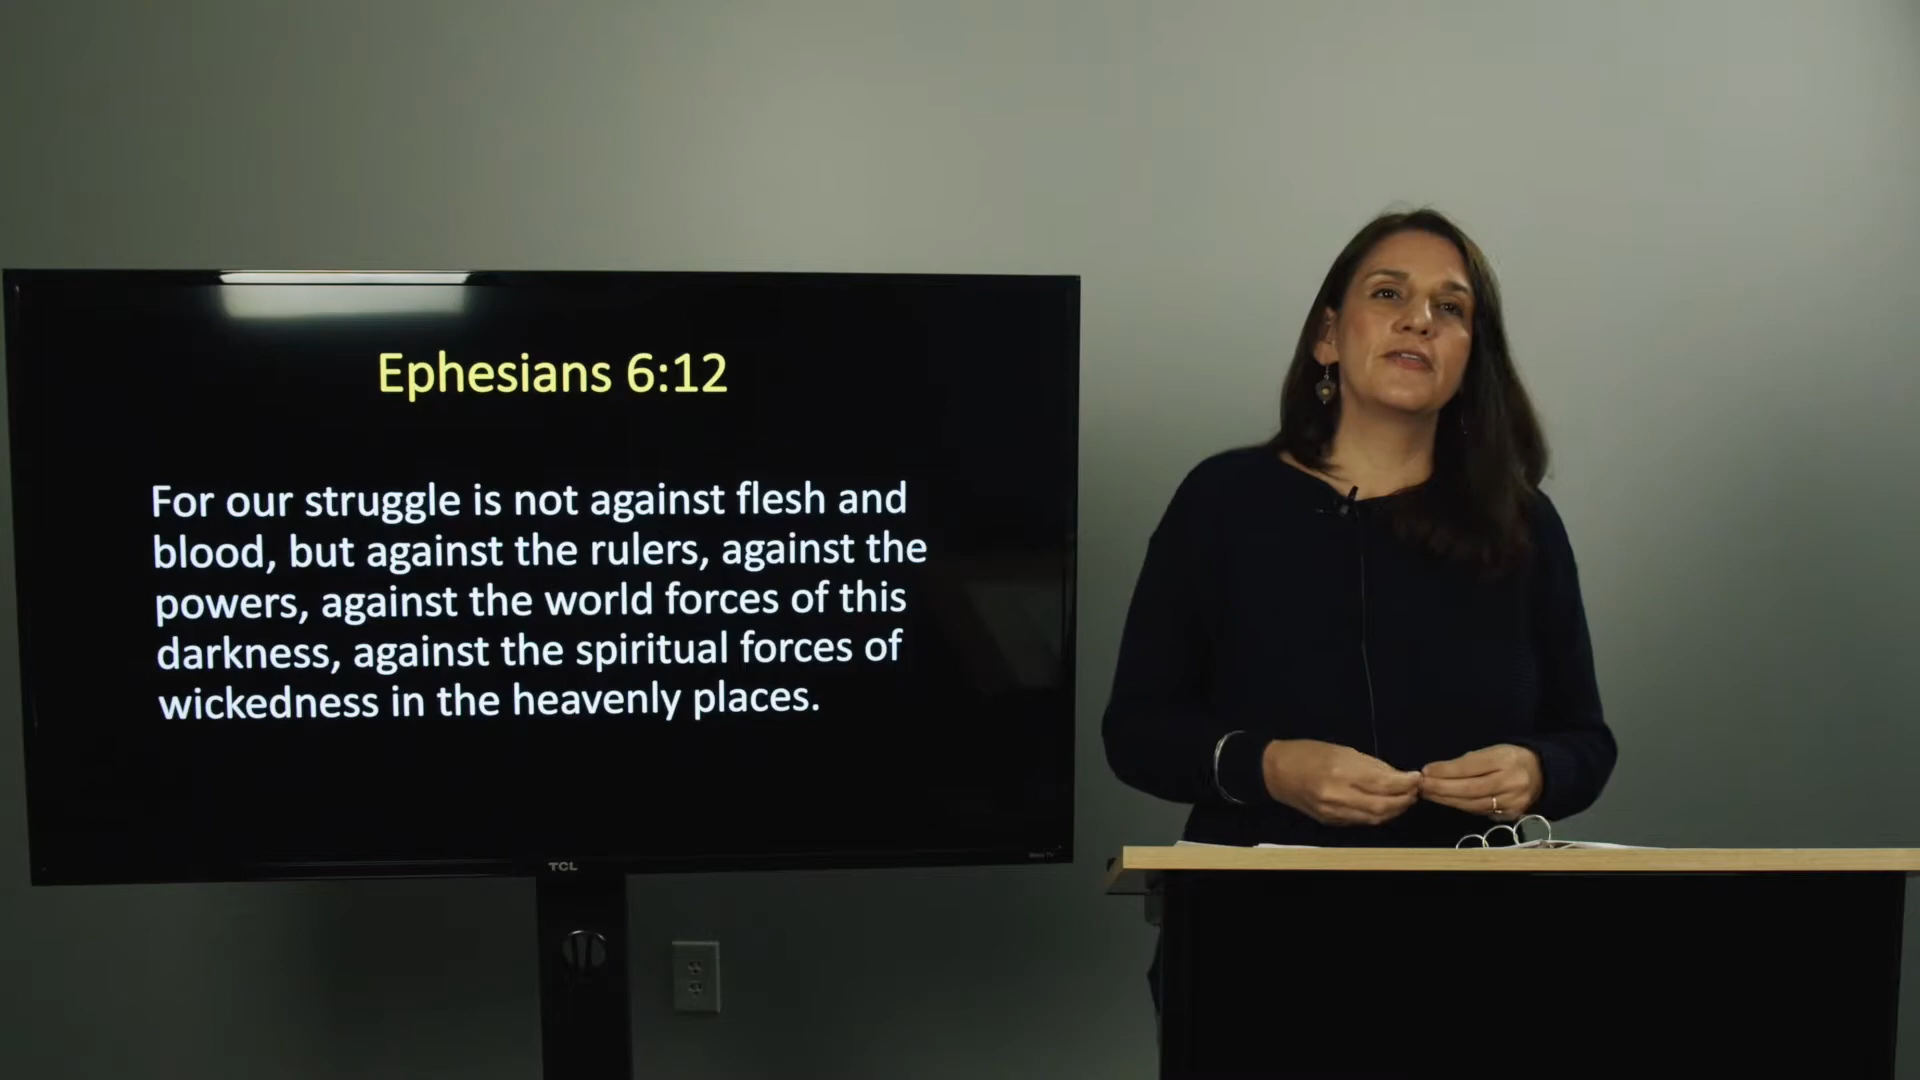 Ephesians 6:12
For our struggle is not against flesh and
blood, but against the rulers, against the
powers, against the world forces of this
darkness, against the spiritual forces of
wickedness in the heavenly places.
TCL